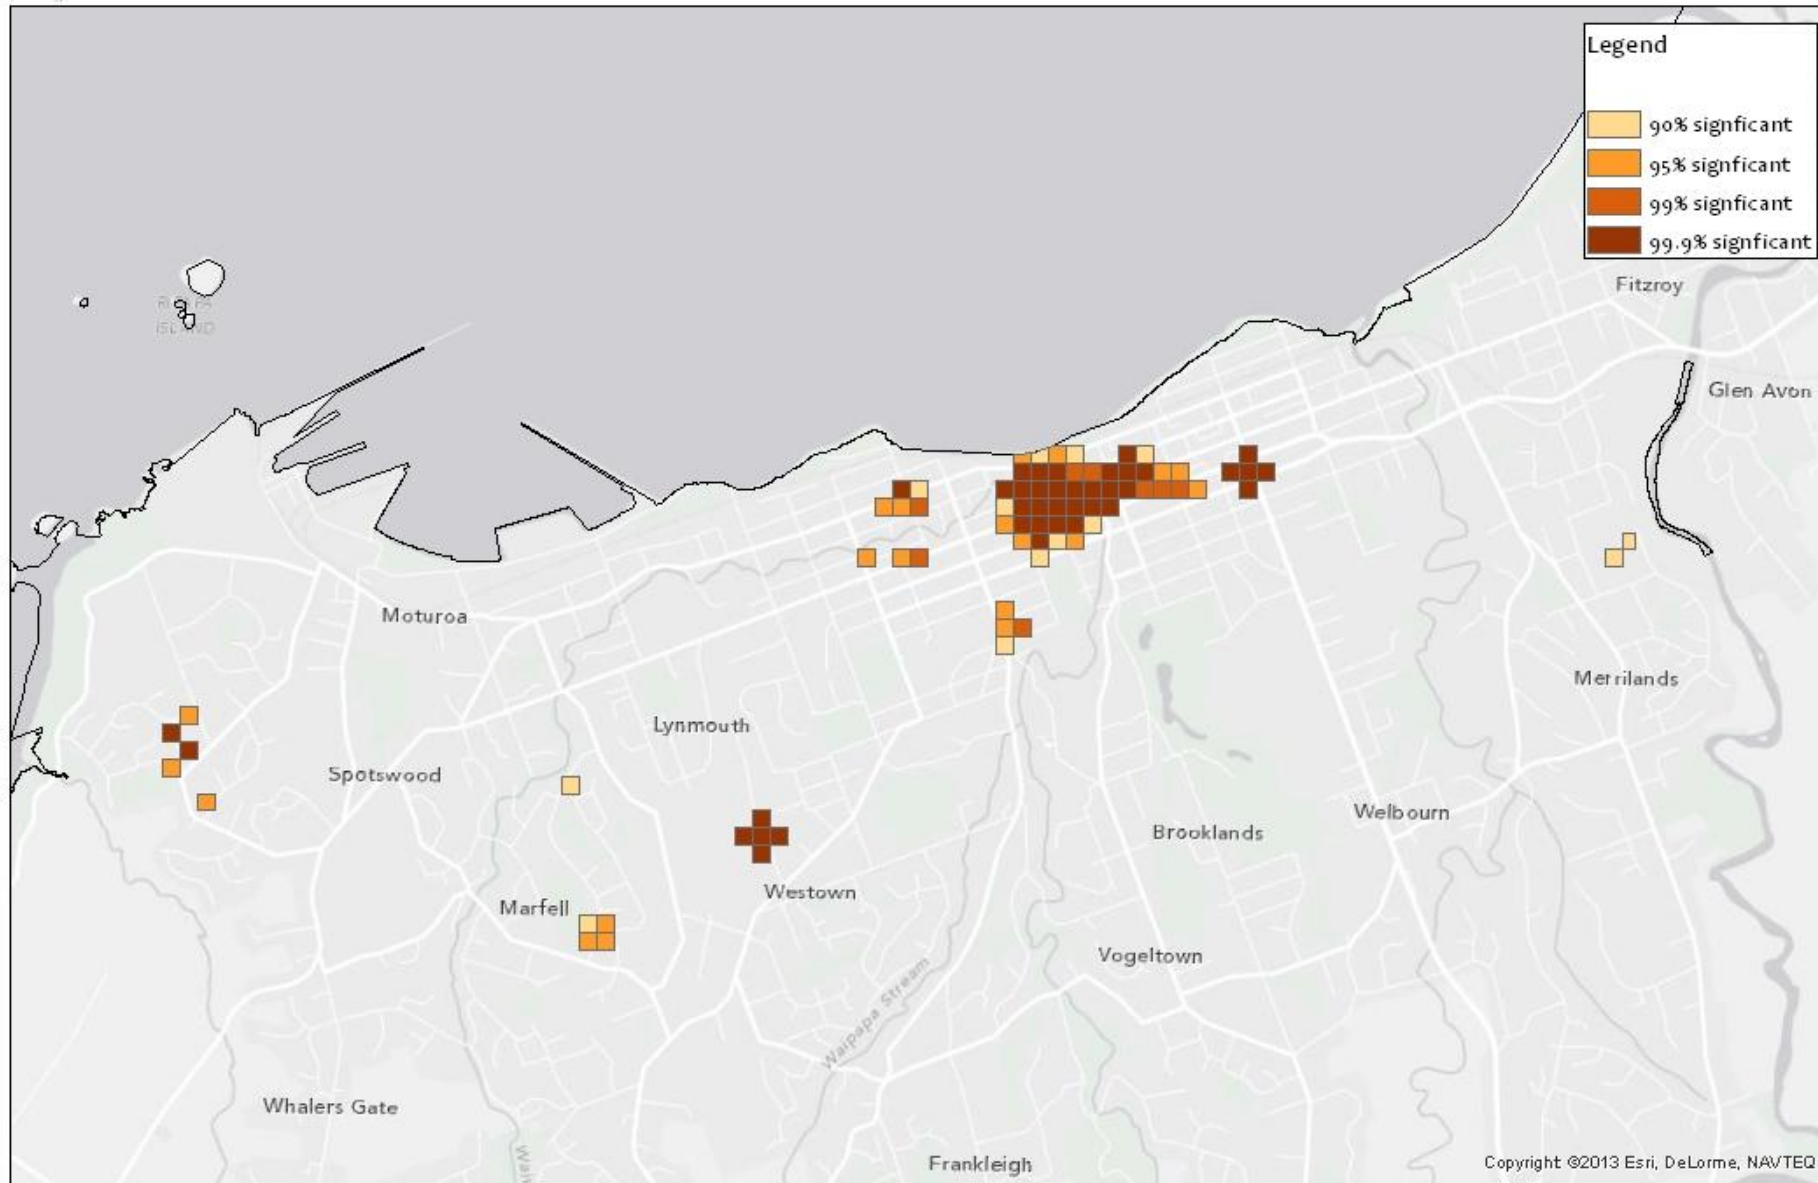 Legend
90% signficant
95% signficant
99% signficant
99.9% signficant
Fitzroy
ISLAND
Glen Avon
Moturoa
Merrilands
Lynmouth
Spotswood
Welbourn
Brooklands
Westown
Marfell
Vogeltown
Waipapa Stream
Whalers Gate
Frankleigh
Copyright ©2013 Esri, DeLorme, NAVTEQ